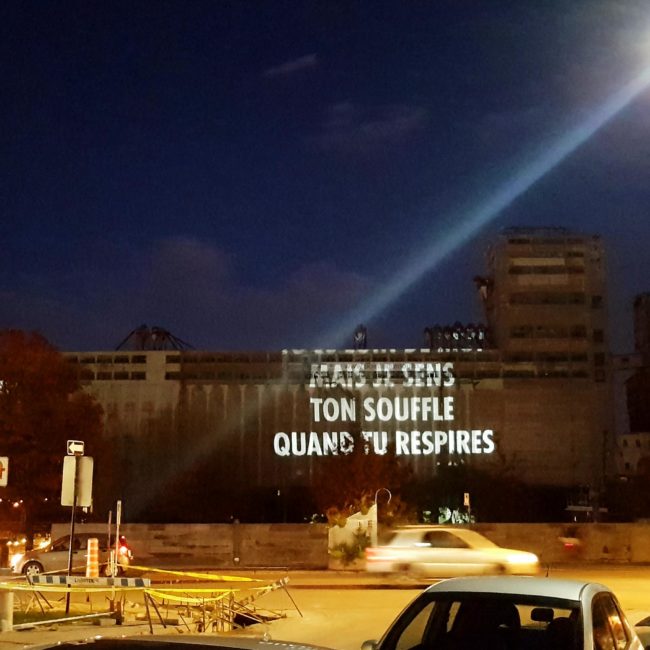 MAIS JE SENS
TON SOUFFLE
QUAND TU RESPIRES